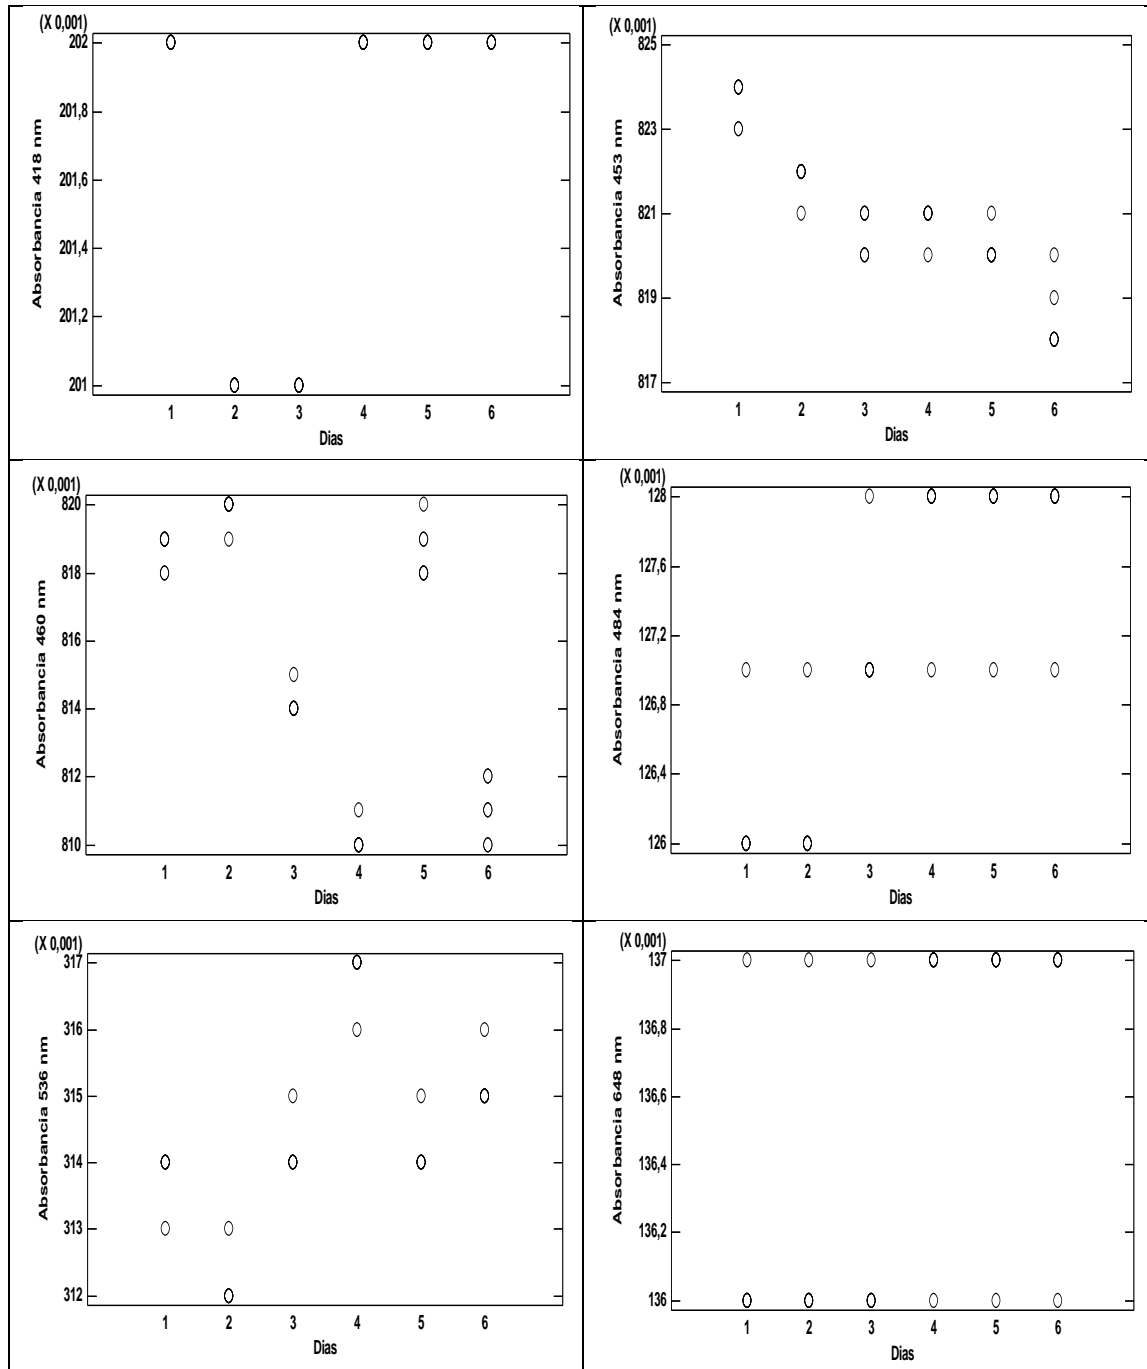 (X 0,001)
202
201,8
201,6
201,4
201,2
201
Absorbancia 418 nm
1 2 3 4 5 6
Dias
(X 0,001)
825
823
821
819
817
Absorbancia 453 nm
1 2 3 4 5 6
Dias
(X 0,001)
820
818
816
814
812
810
Absorbancia 460 nm
1 2 3 4 5 6
Dias
(X 0,001)
128
127,6
127,2
126,8
126,4
126
Absorbancia 484 nm
1 2 3 4 5 6
Dias
(X 0,001)
317
316
315
314
313
312
Absorbancia 536 nm
1 2 3 4 5 6
Dias
(X 0,001)
137
136,8
136,6
136,4
136,2
136
Absorbancia 648 nm
1 2 3 4 5 6
Dias